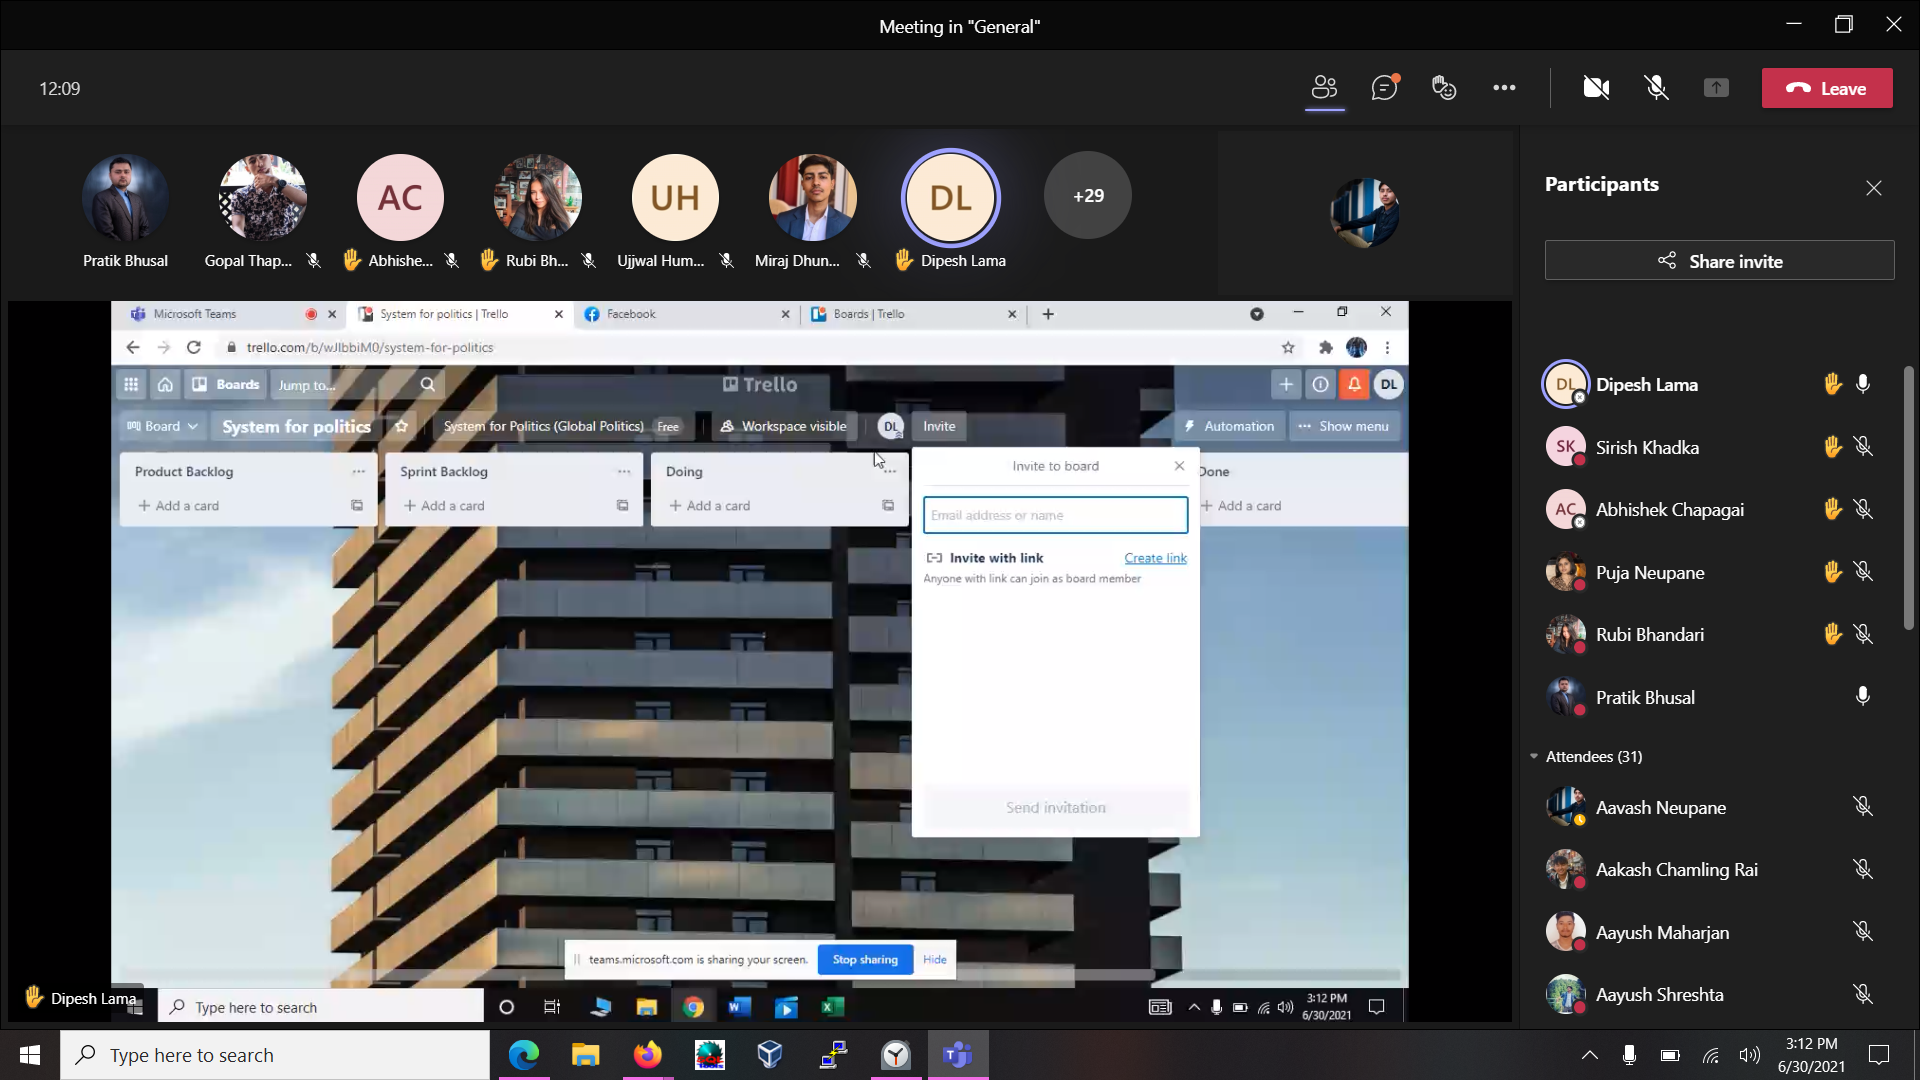 Meeting in "General"
12:09
Leave
AC
UH
DL
+29
Pratik Bhusal
Gopal Thap...
Abhishe...
Rubi Bh...
Ujjwal Hum...
Miraj Dhun...
Dipesh Lama
Participants
Share invite
DL Dipesh Lama
SK Sirish Khadka
AC Abhishek Chapagai
Puja Neupane
Rubi Bhandari
Pratik Bhusal
Attendees (31)
Aavash Neupane
Aakash Chamling Rai
Aayush Maharjan
Aayush Shreshta
Microsoft Teams
System for politics | Trello
Facebook
Boards | Trello
trello.com/b/wJlbbiM0/system-for-politics
Boards
Jump to...
Trello
DL
Board
System for politics
System for Politics (Global Politics) Free
Workspace visible
DL
Invite
Automation
Show menu
Product Backlog
+ Add a card
Sprint Backlog
+ Add a card
Doing
+ Add a card
Done
+ Add a card
Invite to board
Email address or name
Invite with link
Create link
Anyone with link can join as board member
Send invitation
teams.microsoft.com is sharing your screen.
Stop sharing
Hide
Dipesh Lama
Type here to search
3:12 PM
6/30/2021
Type here to search
3:12 PM
6/30/2021